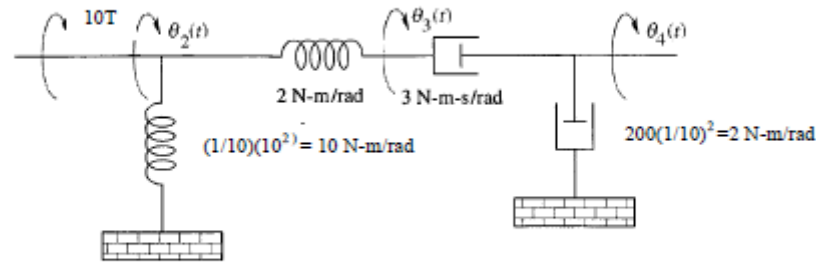 10T
θ2(t)
θ3(t)
θ4(t)
2 N-m/rad
3 N-m-s/rad
(1/10)(10²) = 10 N-m/rad
200(1/10)²=2 N-m/rad